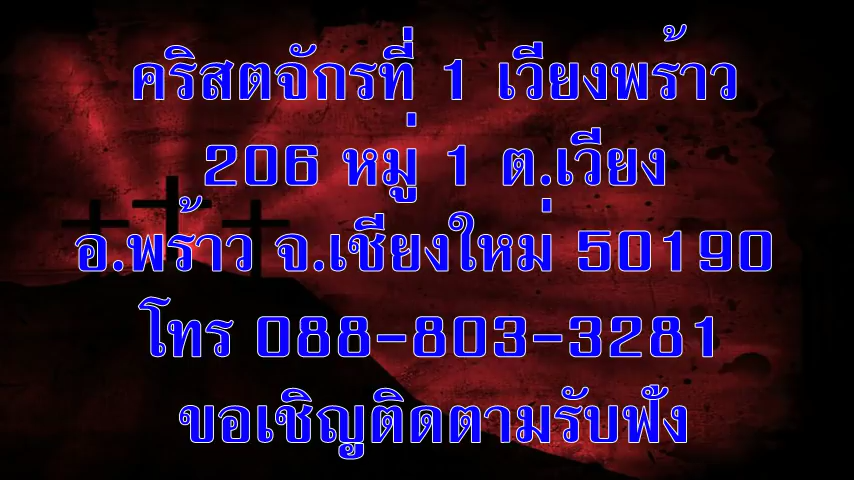 คริสตจักรที่ 1 เวียงพร้าว
206 หมู่ 1 ต.เวียง
อ.พร้าว จ.เชียงใหม่ 50190
โทร 088-803-3281
ขอเชิญติดตามรับฟัง